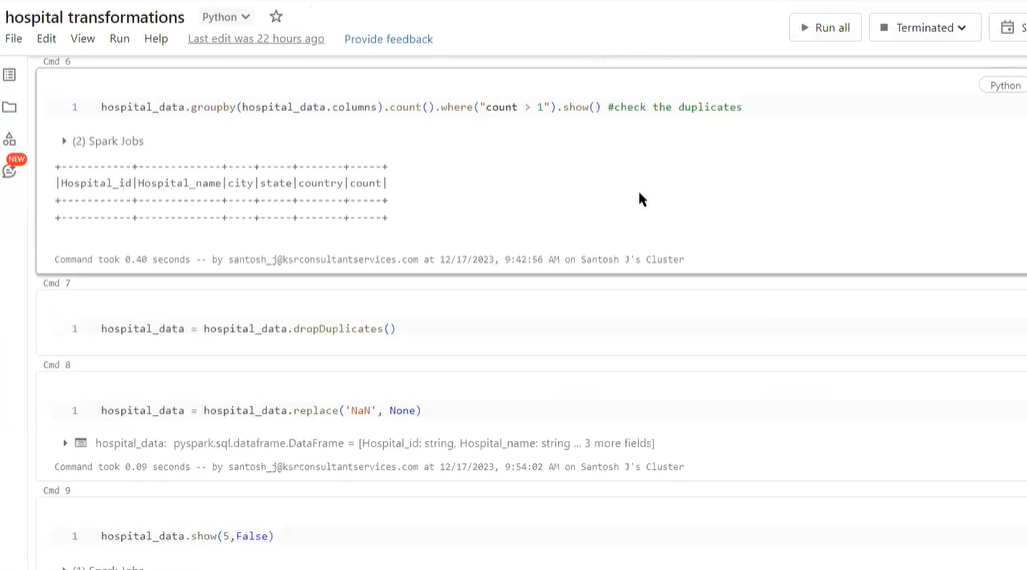 hospital transformations Python
File Edit View Run Help Last edit was 22 hours ago Provide feedback
Run all Terminated
NEW
Cmd 6
Python
1 hospital_data.groupby(hospital_data.columns).count().where("count > 1").show() #check the duplicates
(2) Spark Jobs
+-----------+-------------+----+-----+-------+-----+
|Hospital_id|Hospital_name|city|state|country|count|
+-----------+-------------+----+-----+-------+-----+
+-----------+-------------+----+-----+-------+-----+
Command took 0.40 seconds -- by santosh_j@ksrconsultantservices.com at 12/17/2023, 9:42:56 AM on Santosh J's Cluster
Cmd 7
1 hospital_data = hospital_data.dropDuplicates()
Cmd 8
1 hospital_data = hospital_data.replace('NaN', None)
hospital_data: pyspark.sql.dataframe.DataFrame = [Hospital_id: string, Hospital_name: string ... 3 more fields]
Command took 0.09 seconds -- by santosh_j@ksrconsultantservices.com at 12/17/2023, 9:54:02 AM on Santosh J's Cluster
Cmd 9
1 hospital_data.show(5,False)
(1) Spark Jobs